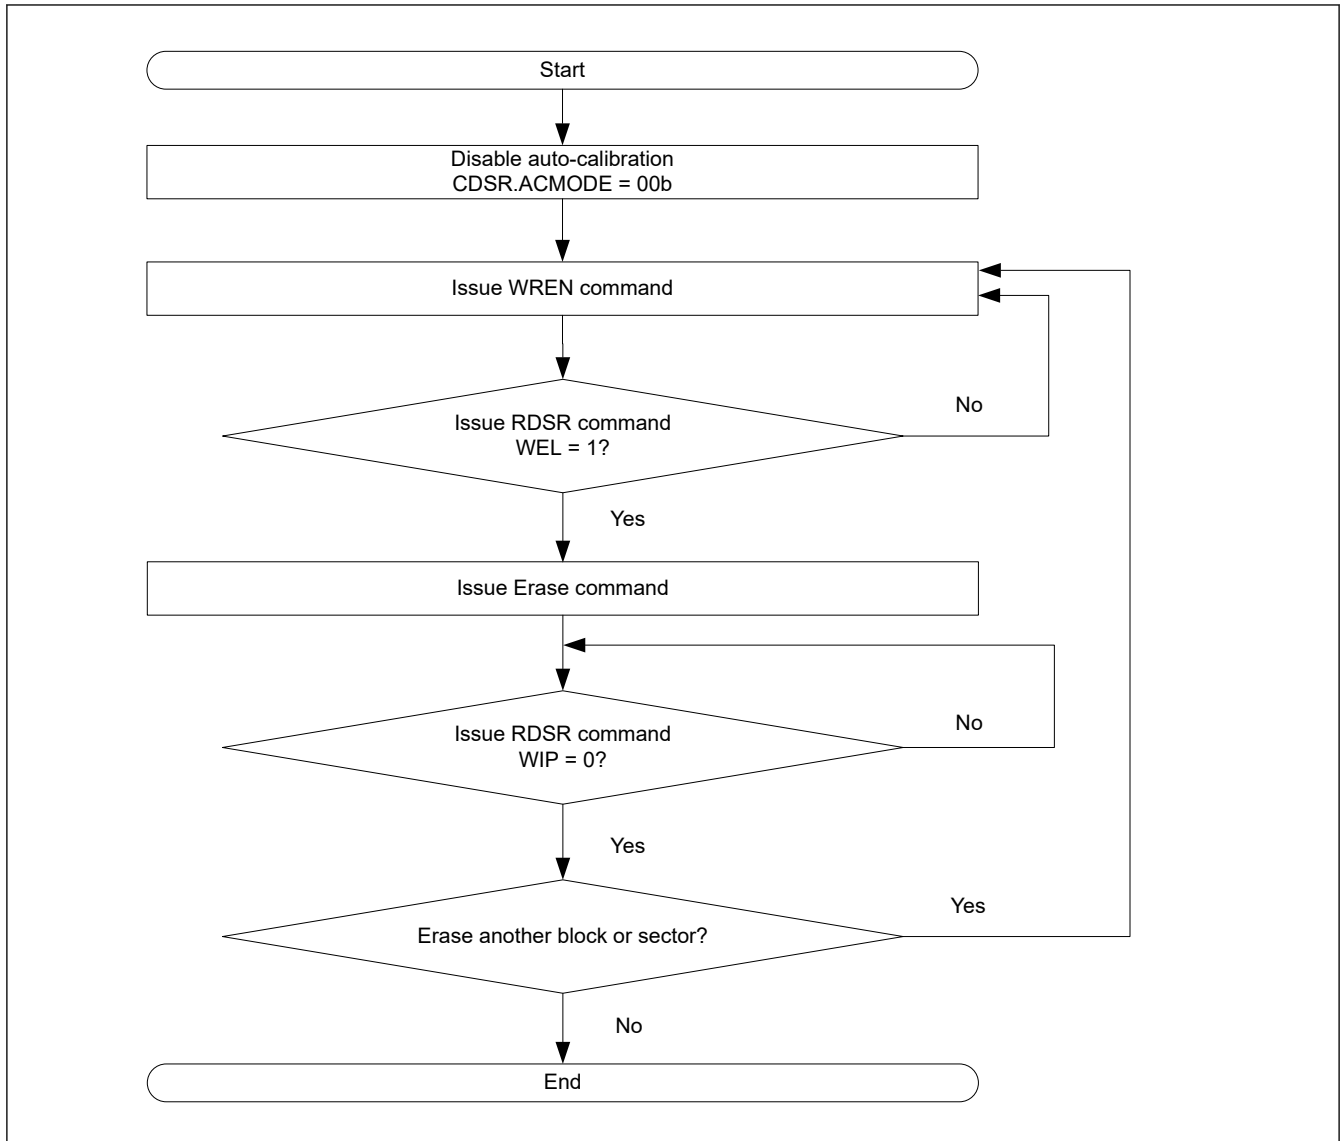 Start
Disable auto-calibration
CDSR.ACMODE = 00b
Issue WREN command
Issue RDSR command
WEL = 1?
No
Yes
Issue Erase command
Issue RDSR command
WIP = 0?
No
Yes
Erase another block or sector?
Yes
No
End